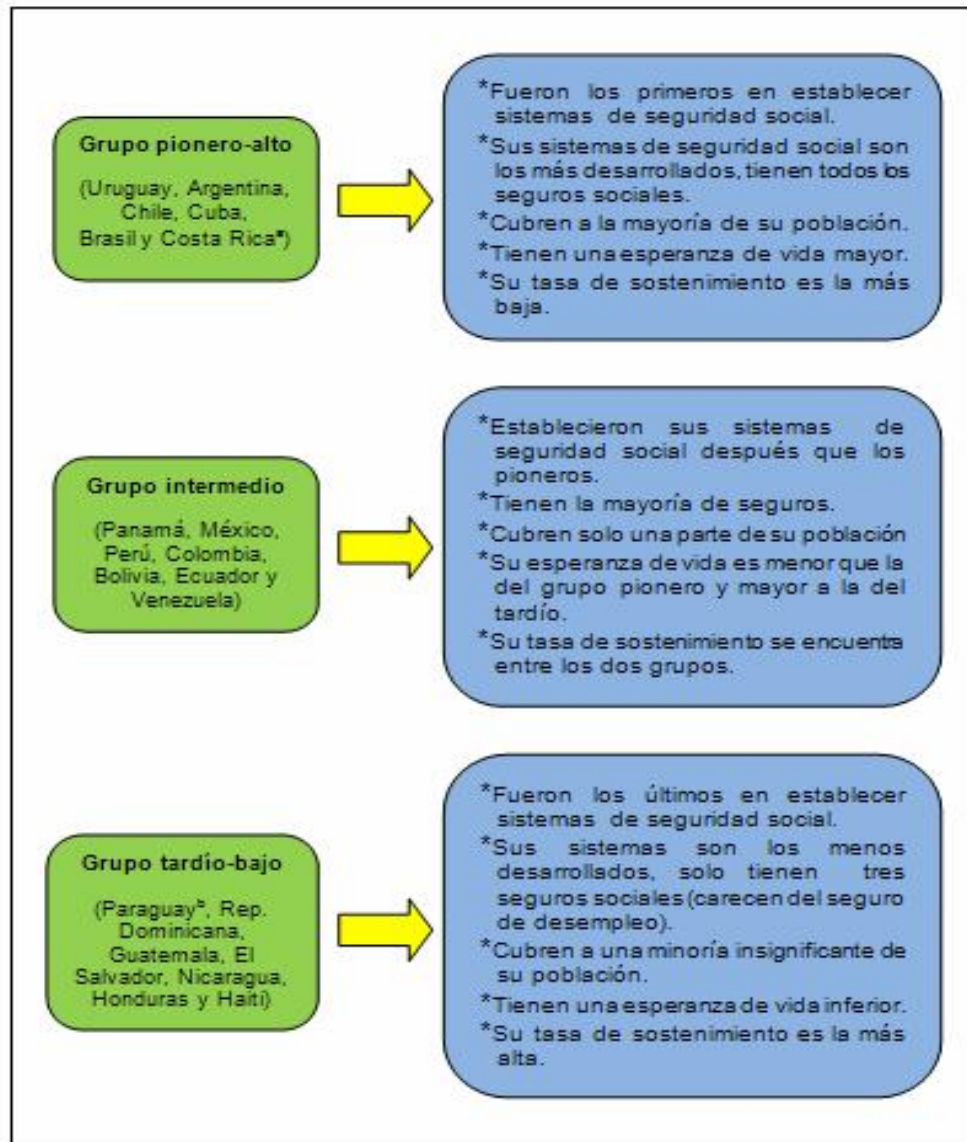 Grupo pionero-alto
(Uruguay, Argentina,
Chile, Cuba,
Brasil y Costa Ricaª)
*Fueron los primeros en establecer
sistemas de seguridad social.
*Sus sistemas de seguridad social son
los más desarrollados, tienen todos los
seguros sociales.
*Cubren a la mayoría de su población.
*Tienen una esperanza de vida mayor.
*Su tasa de sostenimiento es la más
baja.
Grupo intermedio
(Panamá, México,
Perú, Colombia,
Bolivia, Ecuador y
Venezuela)
*Establecieron sus sistemas de
seguridad social después que los
pioneros.
*Tienen la mayoría de seguros.
*Cubren solo una parte de su población
*Su esperanza de vida es menor que la
del grupo pionero y mayor a la del
tardío.
*Su tasa de sostenimiento se encuentra
entre los dos grupos.
Grupo tardío-bajo
(Paraguayᵇ, Rep.
Dominicana,
Guatemala, El
Salvador, Nicaragua,
Honduras y Haití)
*Fueron los últimos en establecer
sistemas de seguridad social.
*Sus sistemas son los menos
desarrollados, solo tienen tres
seguros sociales (carecen del seguro
de desempleo).
*Cubren a una minoría insignificante de
su población.
*Tienen una esperanza de vida inferior.
*Su tasa de sostenimiento es la más
alta.